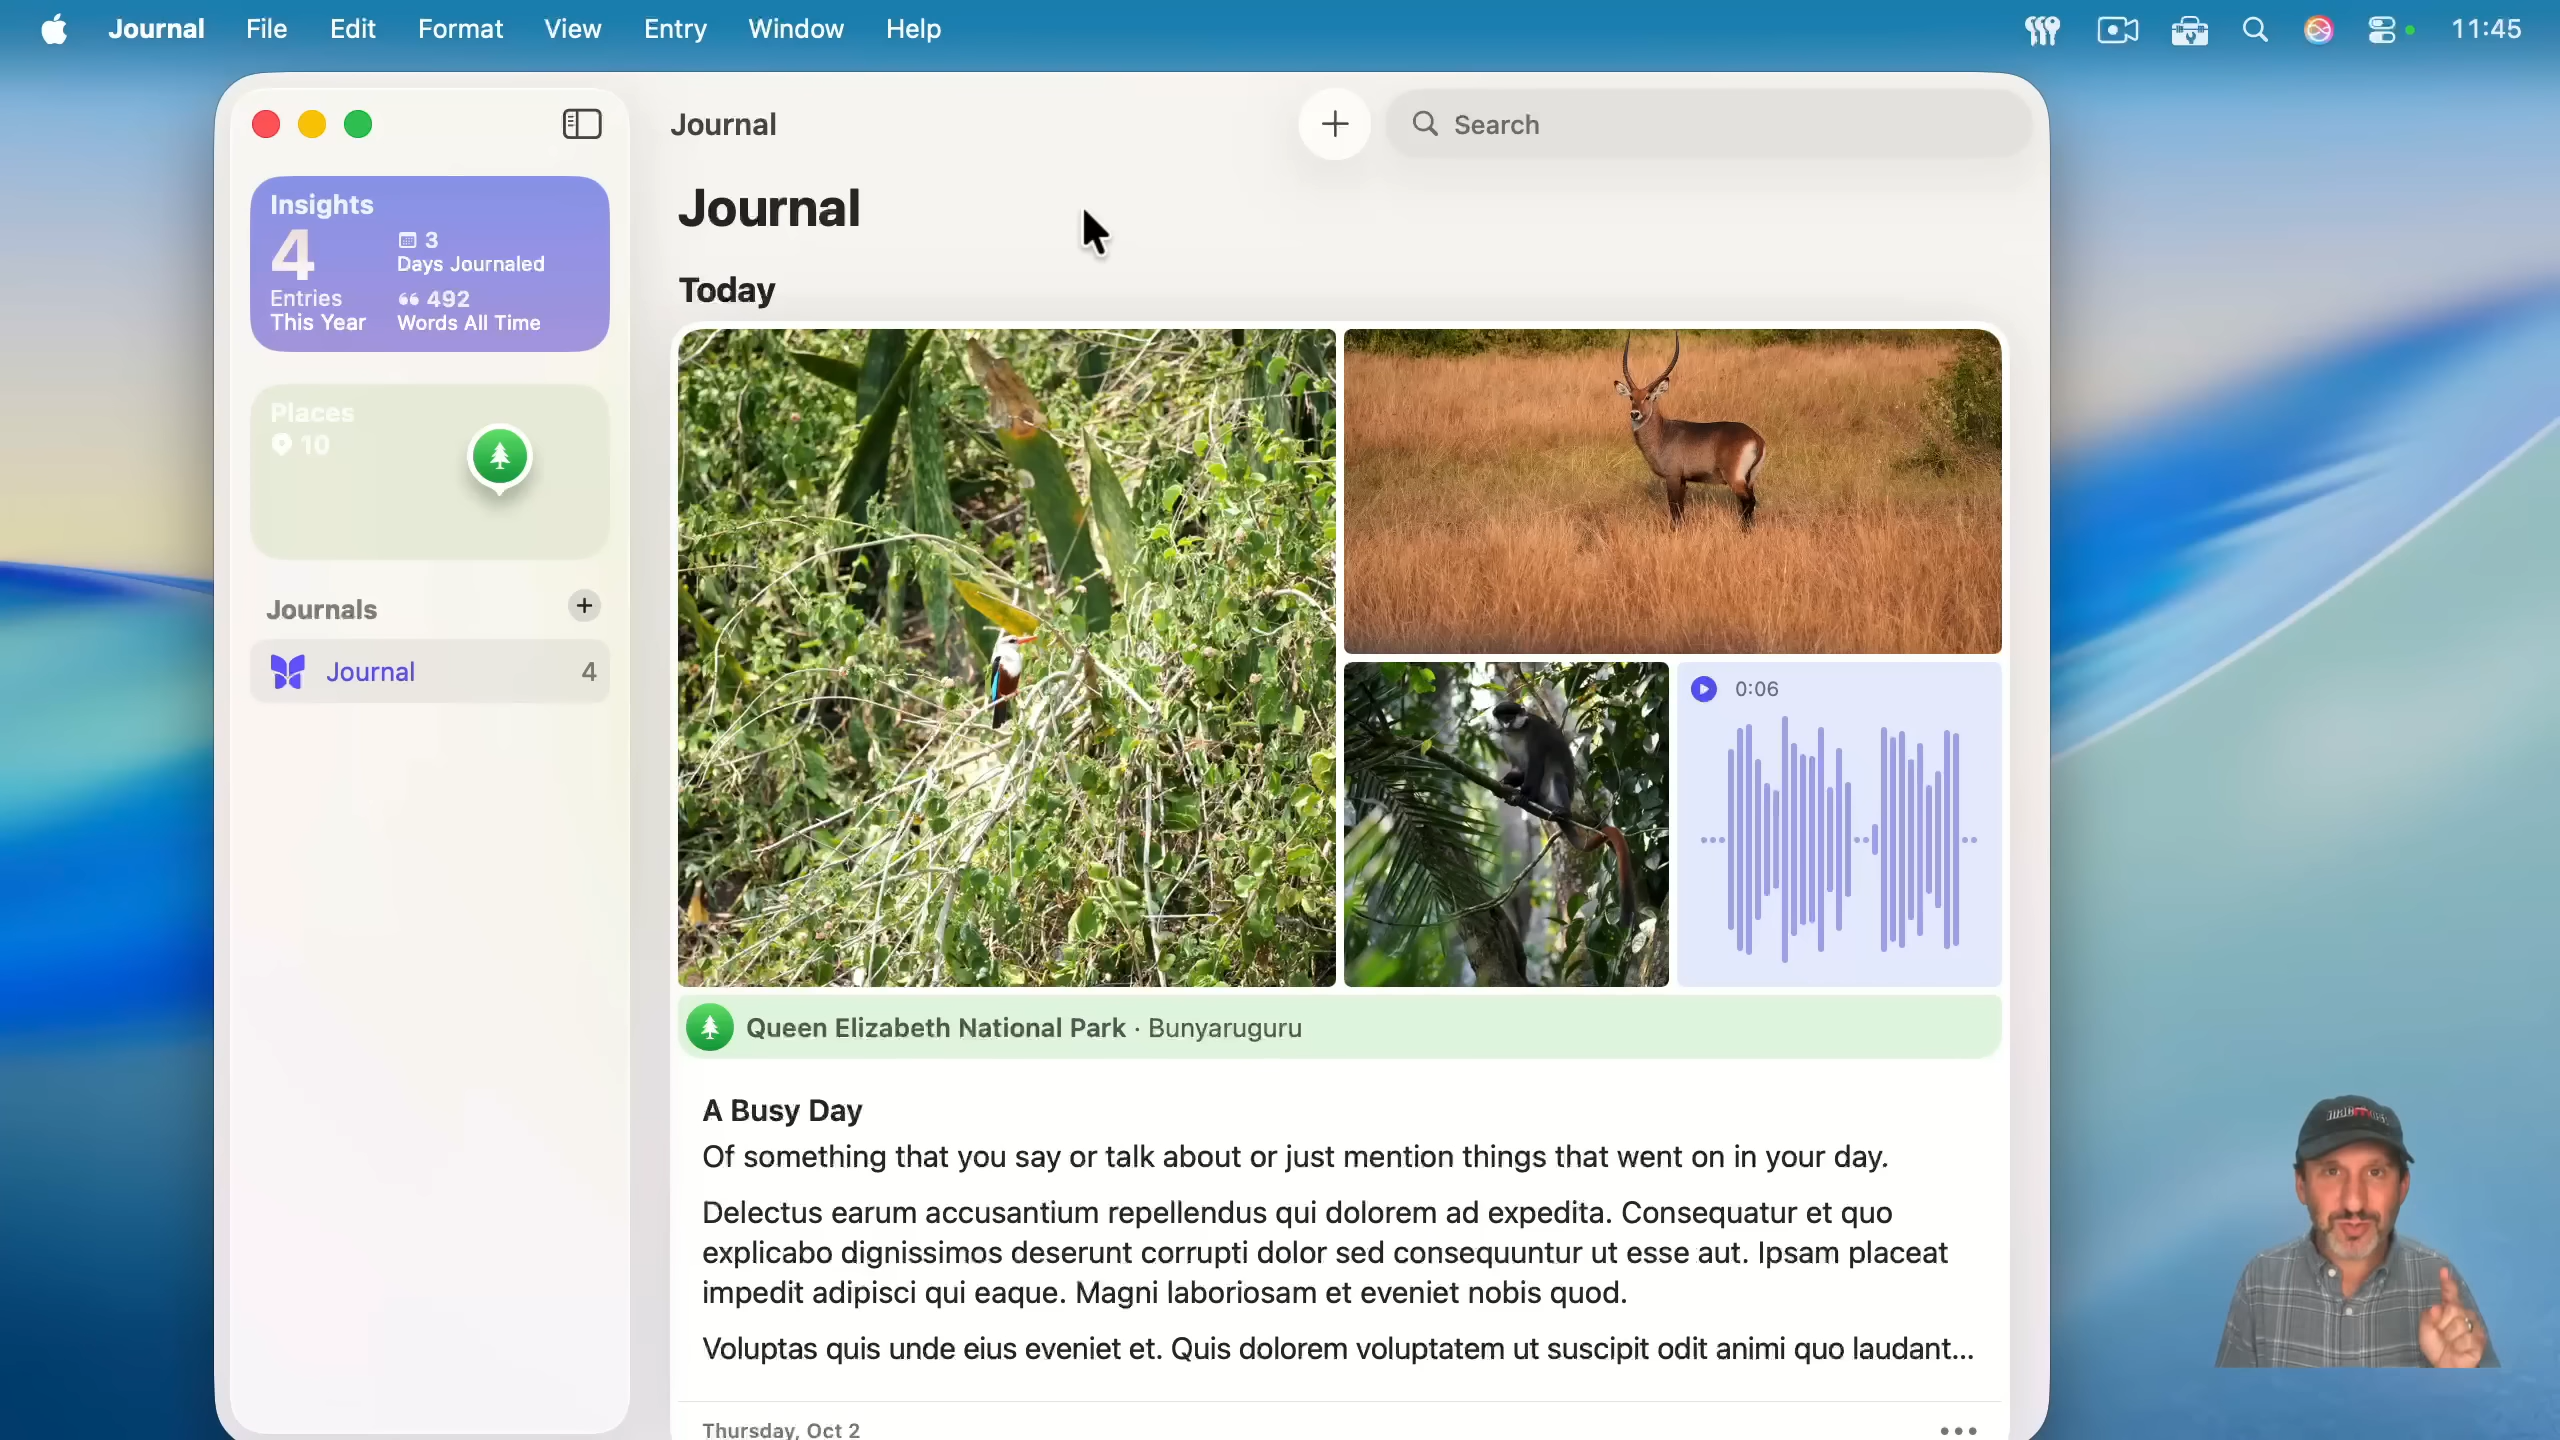 Journal File Edit Format View Entry Window Help 11:45
Journal
Search
Insights
4
Entries
This Year
3
Days Journaled
66 492
Words All Time
Places
10
Journals
Journal 4
Journal
Today
0:06
Queen Elizabeth National Park · Bunyaruguru
A Busy Day
Of something that you say or talk about or just mention things that went on in your day.
Delectus earum accusantium repellendus qui dolorem ad expedita. Consequatur et quo
explicabo dignissimos deserunt corrupti dolor sed consequuntur ut esse aut. Ipsam placeat
impedit adipisci qui eaque. Magni laboriosam et eveniet nobis quod.
Voluptas quis unde eius eveniet et. Quis dolorem voluptatem ut suscipit odit animi quo laudant...
Thursday, Oct 2